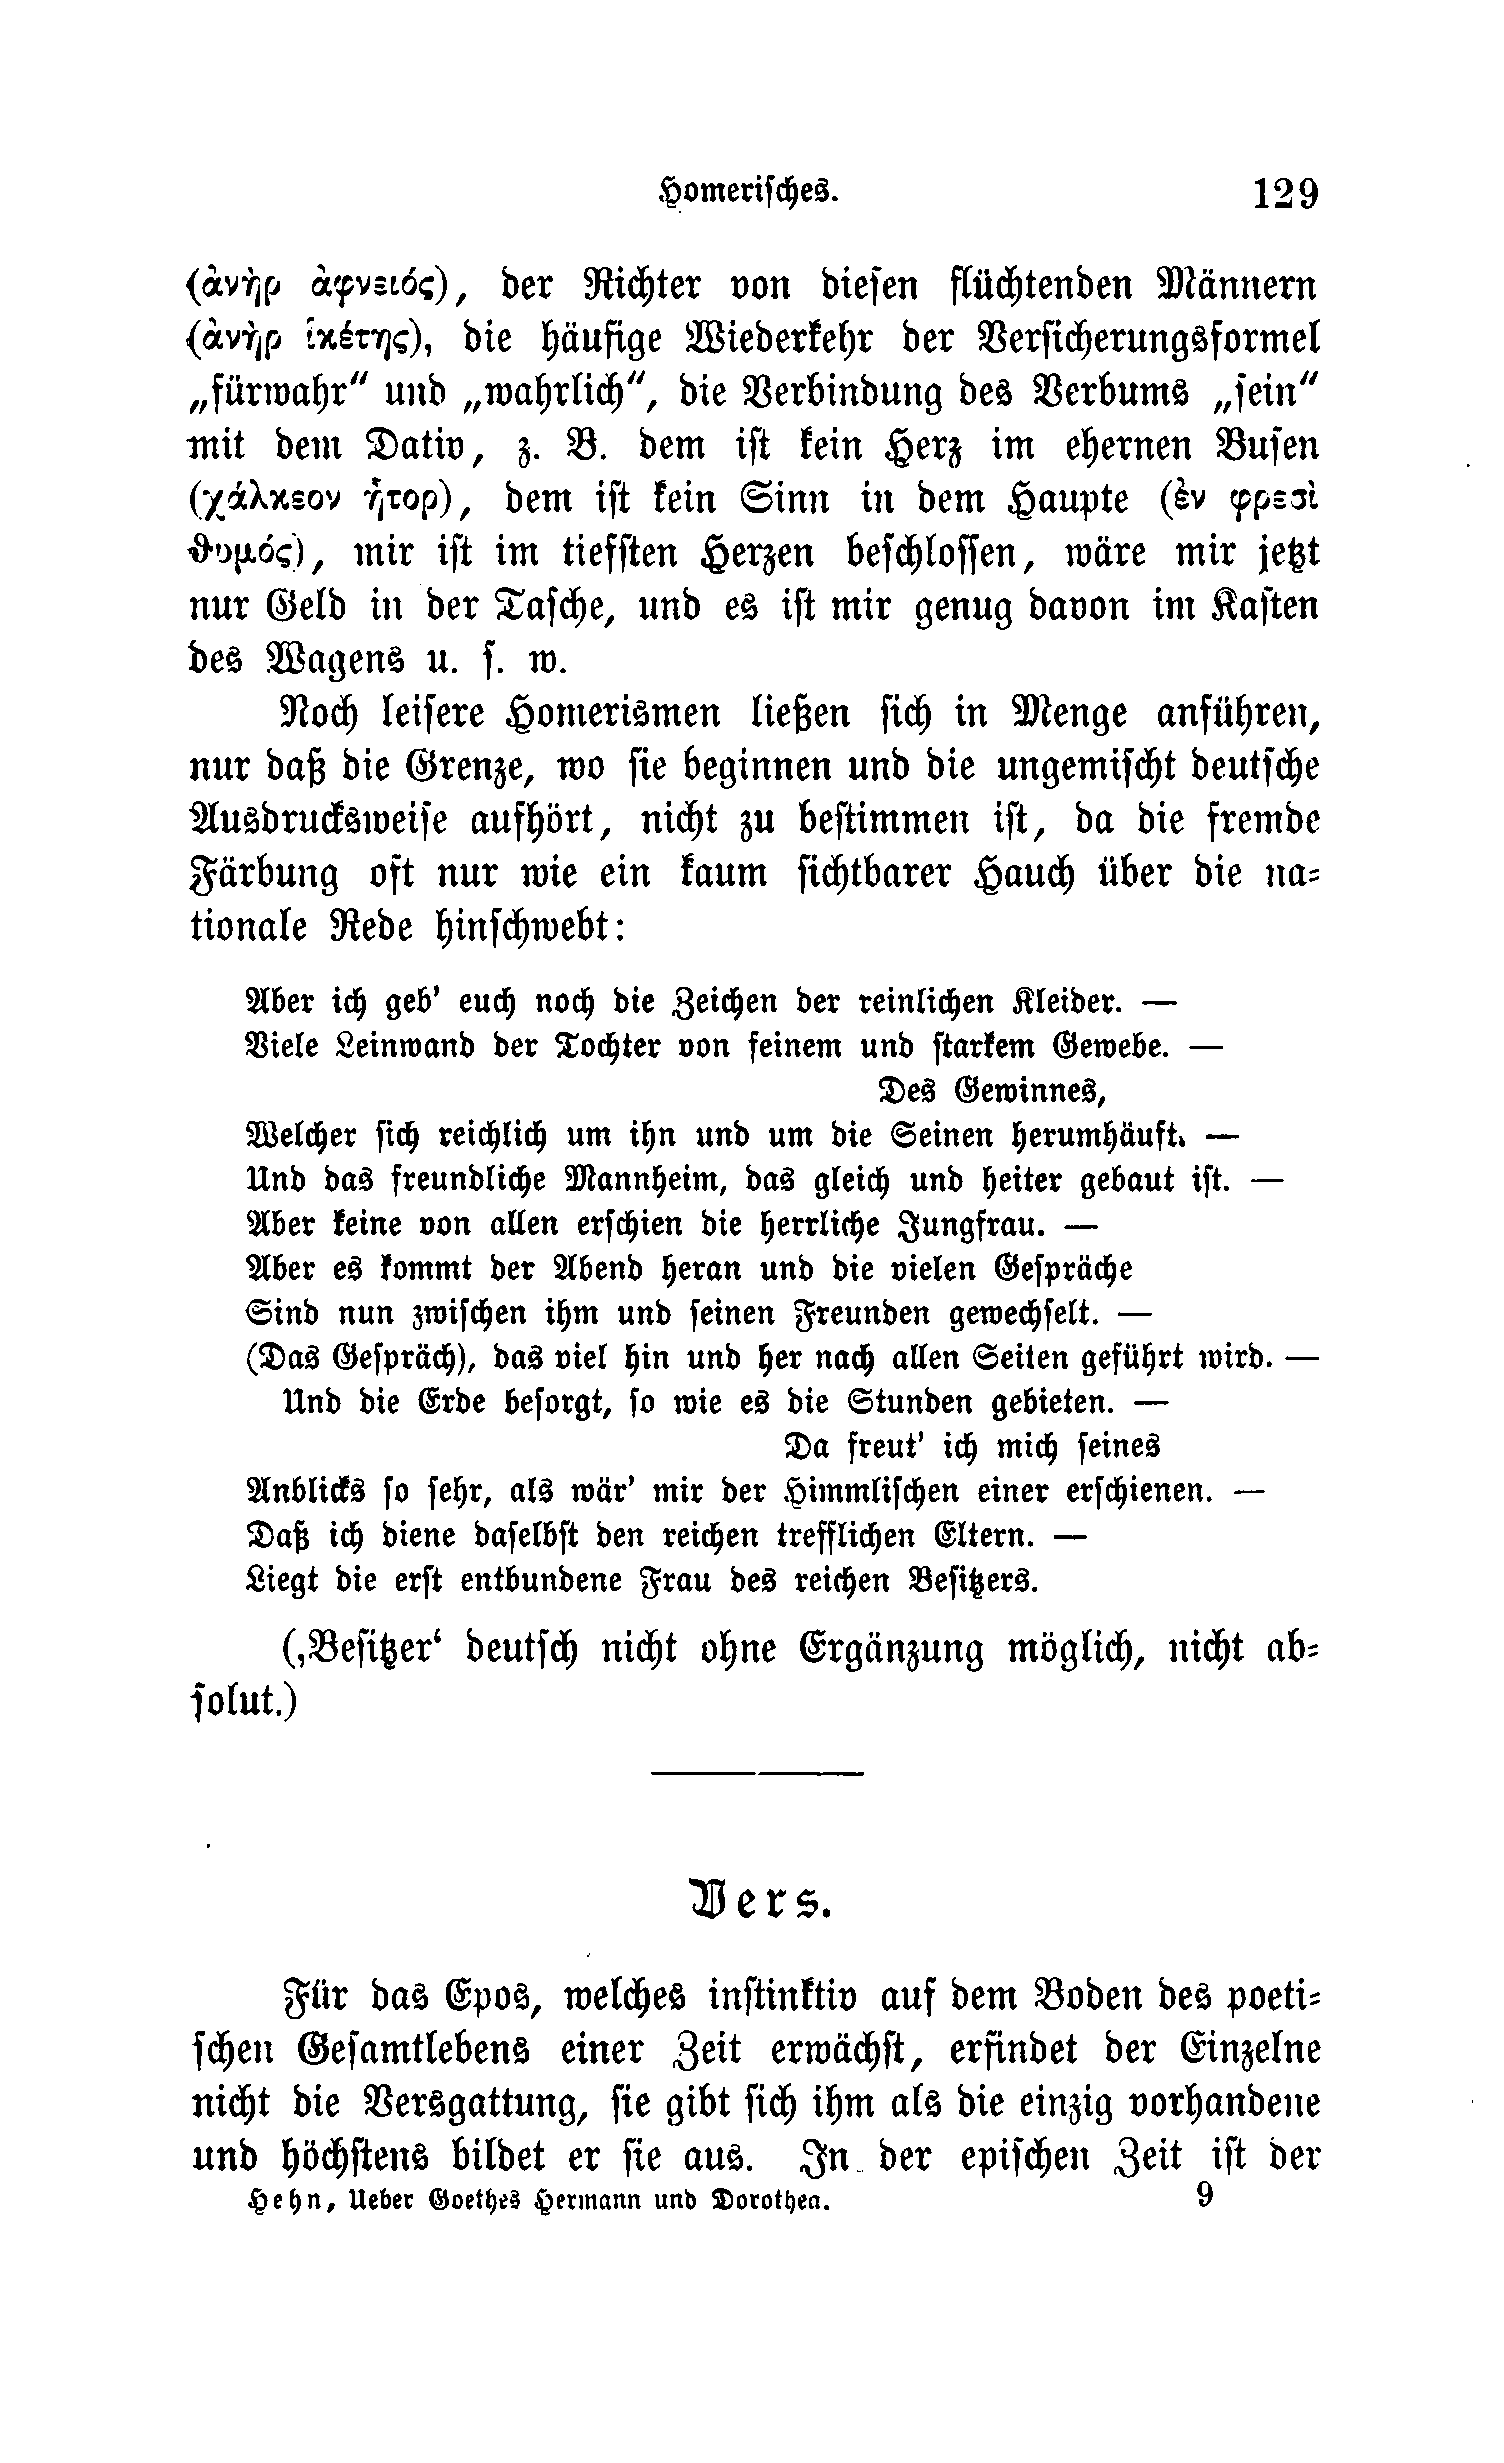 Homerisches. 129
(ἀνὴρ ἀφνειός), der Richter von diesen flüchtenden Männern
(ἀνὴρ ἱκέτης), die häufige Wiederkehr der Versicherungsformel
„fürwahr“ und „wahrlich“, die Verbindung des Verbums „sein“
mit dem Dativ, z. B. dem ist kein Herz im ehernen Busen
(χάλκεον ἦτορ), dem ist kein Sinn in dem Haupte (ἐν φρεσὶ
θυμός), mir ist im tiefsten Herzen beschlossen, wäre mir jetzt
nur Geld in der Tasche, und es ist mir genug davon im Kasten
des Wagens u. s. w.
Noch leisere Homerismen ließen sich in Menge anführen,
nur daß die Grenze, wo sie beginnen und die ungemischt deutsche
Ausdrucksweise aufhört, nicht zu bestimmen ist, da die fremde
Färbung oft nur wie ein kaum sichtbarer Hauch über die na-
tionale Rede hinschwebt:
Aber ich geb' euch noch die Zeichen der reinlichen Kleider. —
Viele Leinwand der Tochter von feinem und starkem Gewebe. —
Des Gewinnes,
Welcher sich reichlich um ihn und um die Seinen herumhäuft. —
Und das freundliche Mannheim, das gleich und heiter gebaut ist. —
Aber keine von allen erschien die herrliche Jungfrau. —
Aber es kommt der Abend heran und die vielen Gespräche
Sind nun zwischen ihm und seinen Freunden gewechselt. —
(Das Gespräch), das viel hin und her nach allen Seiten geführt wird. —
Und die Erde besorgt, so wie es die Stunden gebieten. —
Da freut' ich mich seines
Anblicks so sehr, als wär' mir der Himmlischen einer erschienen. —
Daß ich diene daselbst den reichen trefflichen Eltern. —
Liegt die erst entbundene Frau des reichen Besitzers.
(‚Besitzer‘ deutsch nicht ohne Ergänzung möglich, nicht ab-
solut.)
Vers.
Für das Epos, welches instinktiv auf dem Boden des poeti-
schen Gesamtlebens einer Zeit erwächst, erfindet der Einzelne
nicht die Versgattung, sie gibt sich ihm als die einzig vorhandene
und höchstens bildet er sie aus. In der epischen Zeit ist der
Hehn, Ueber Goethes Hermann und Dorothea. 9